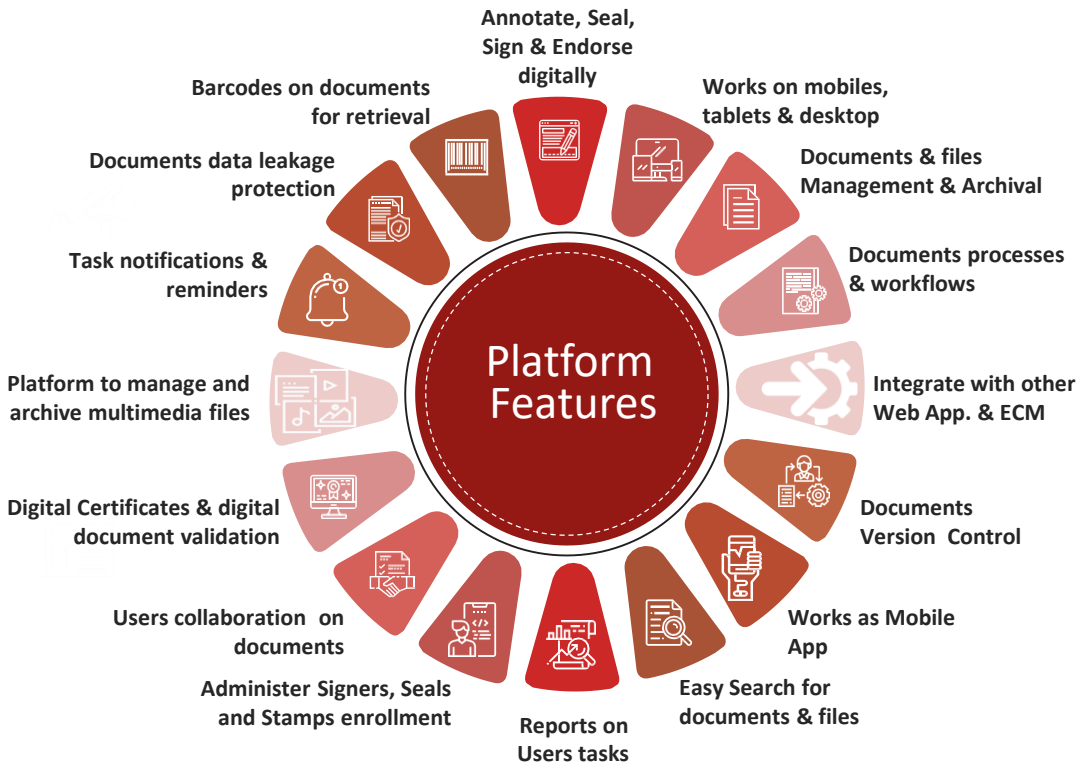 Annotate, Seal,
Sign & Endorse
digitally
Works on mobiles,
tablets & desktop
Documents & files
Management & Archival
Documents processes
& workflows
Integrate with other
Web App. & ECM
Documents
Version Control
Works as Mobile
App
Easy Search for
documents & files
Reports on
Users tasks
Administer Signers, Seals
and Stamps enrollment
Users collaboration on
documents
Digital Certificates & digital
document validation
Platform to manage and
archive multimedia files
Task notifications &
reminders
Documents data leakage
protection
Barcodes on documents
for retrieval
Platform
Features